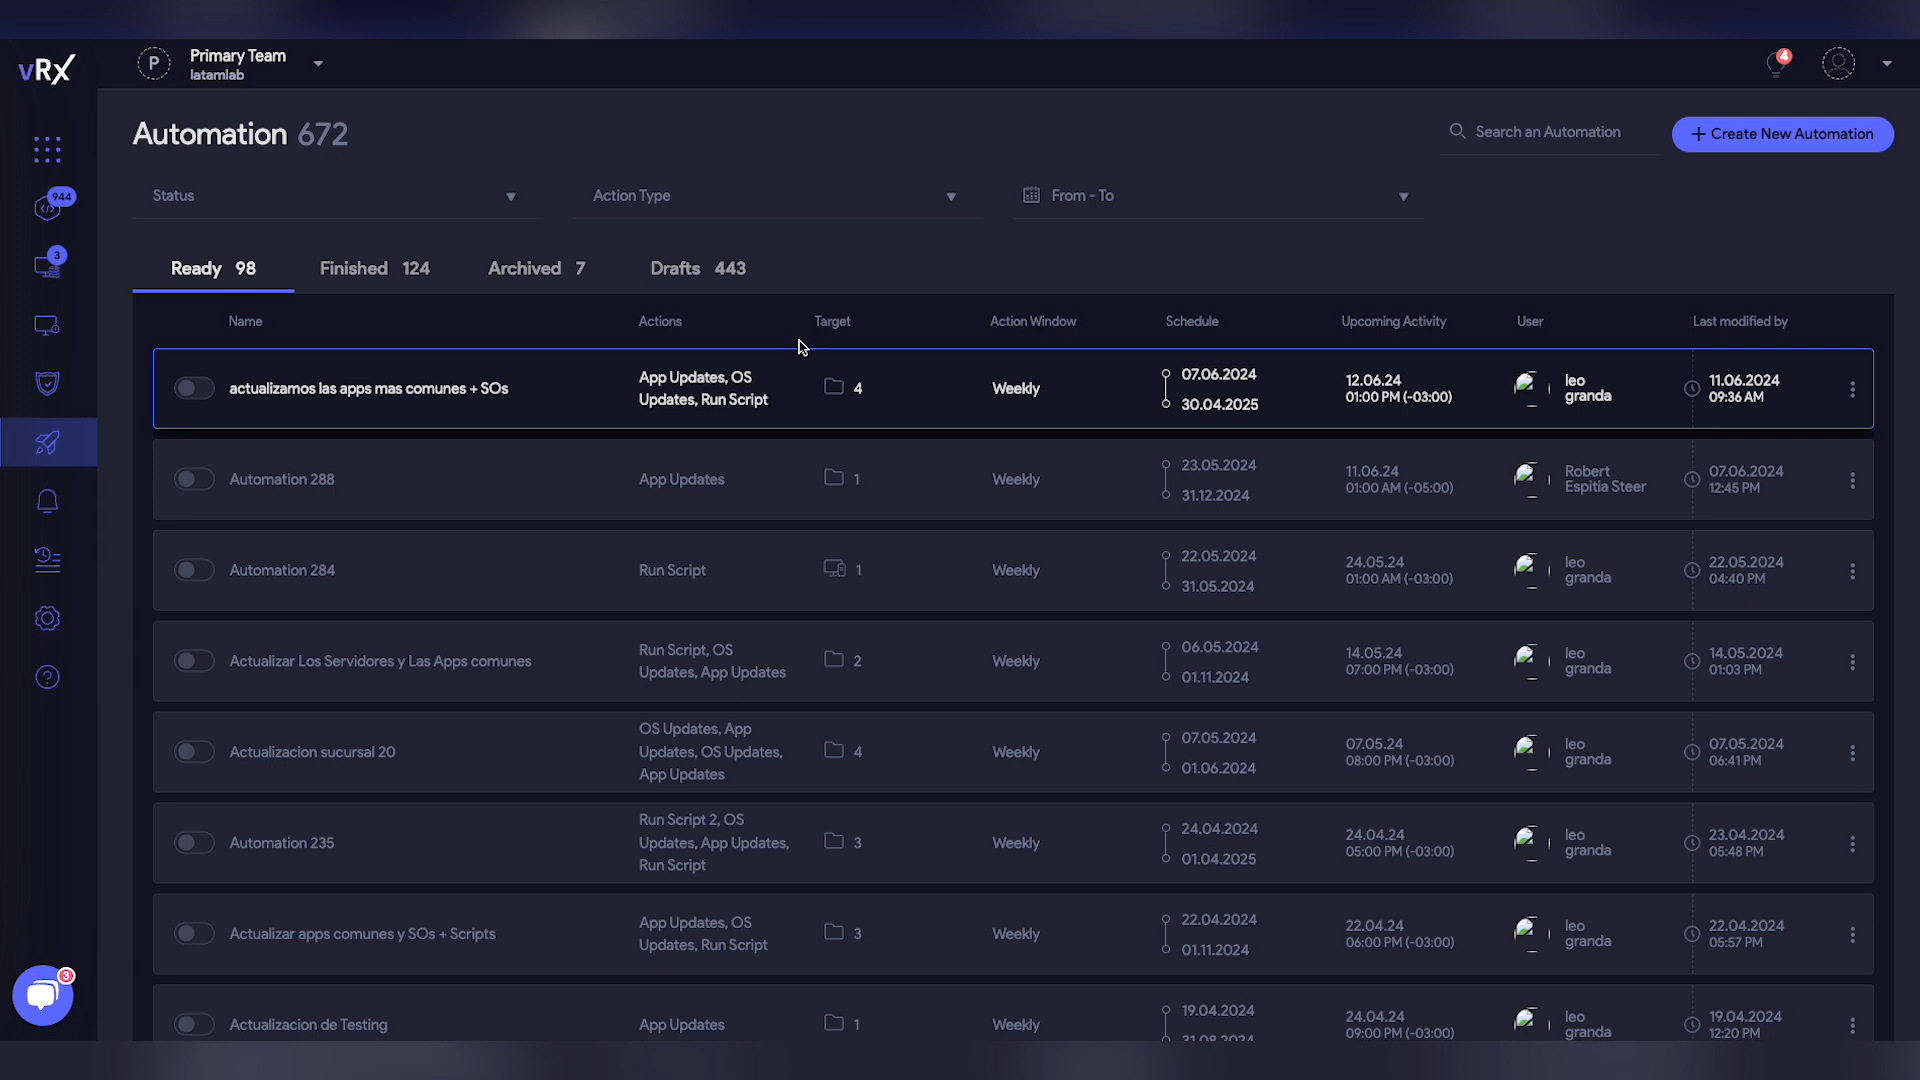 vRx
P
Primary Team
latamlab
4
Automation 672
Search an Automation
+ Create New Automation
944
3
Status
Action Type
From - To
Ready 98
Finished 124
Archived 7
Drafts 443
Name
Actions
Target
Action Window
Schedule
Upcoming Activity
User
Last modified by
actualizamos las apps mas comunes + SOs
App Updates, OS
Updates, Run Script
4
Weekly
07.06.2024
30.04.2025
12.06.24
01:00 PM (-03:00)
leo
granda
11.06.2024
09:36 AM
Automation 288
App Updates
1
Weekly
23.05.2024
31.12.2024
11.06.24
01:00 AM (-05:00)
Robert
Espitia Steer
07.06.2024
12:45 PM
Automation 284
Run Script
1
Weekly
22.05.2024
31.05.2024
24.05.24
01:00 AM (-03:00)
leo
granda
22.05.2024
04:40 PM
Actualizar Los Servidores y Las Apps comunes
Run Script, OS
Updates, App Updates
2
Weekly
06.05.2024
01.11.2024
14.05.24
07:00 PM (-03:00)
leo
granda
14.05.2024
01:03 PM
Actualizacion sucursal 20
OS Updates, App
Updates, OS Updates,
App Updates
4
Weekly
07.05.2024
01.06.2024
07.05.24
08:00 PM (-03:00)
leo
granda
07.05.2024
06:41 PM
Automation 235
Run Script 2, OS
Updates, App Updates,
Run Script
3
Weekly
24.04.2024
01.04.2025
24.04.24
05:00 PM (-03:00)
leo
granda
23.04.2024
05:48 PM
Actualizar apps comunes y SOs + Scripts
App Updates, OS
Updates, Run Script
3
Weekly
22.04.2024
01.11.2024
22.04.24
06:00 PM (-03:00)
leo
granda
22.04.2024
05:57 PM
Actualizacion de Testing
App Updates
1
Weekly
19.04.2024
31.08.2024
24.04.24
09:00 PM (-03:00)
leo
granda
19.04.2024
12:20 PM
3